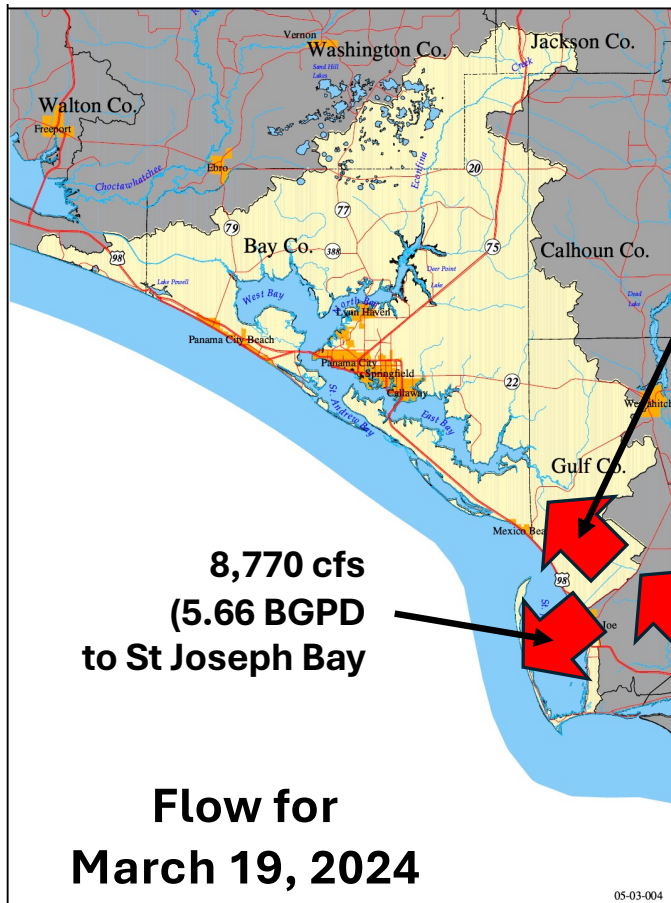 Vernon
Washington Co.
Jackson Co.
Sand Hill
Lakes
Creek
Walton Co.
Freeport
Choctawhatchee
Ebro
Econfina
20
77
79
Bay Co.
388
75
98
Calhoun Co.
Deer Point
Lake
Lake Powell
West Bay
North Bay
Lynn Haven
Dead
Lake
Panama City Beach
Panama City
Springfield
Callaway
22
St. Andrew Bay
East Bay
Gulf Co.
Mexico Bea
98
St.
Joe
8,770 cfs
(5.66 BGPD
to St Joseph Bay
Flow for
March 19, 2024
05-03-004